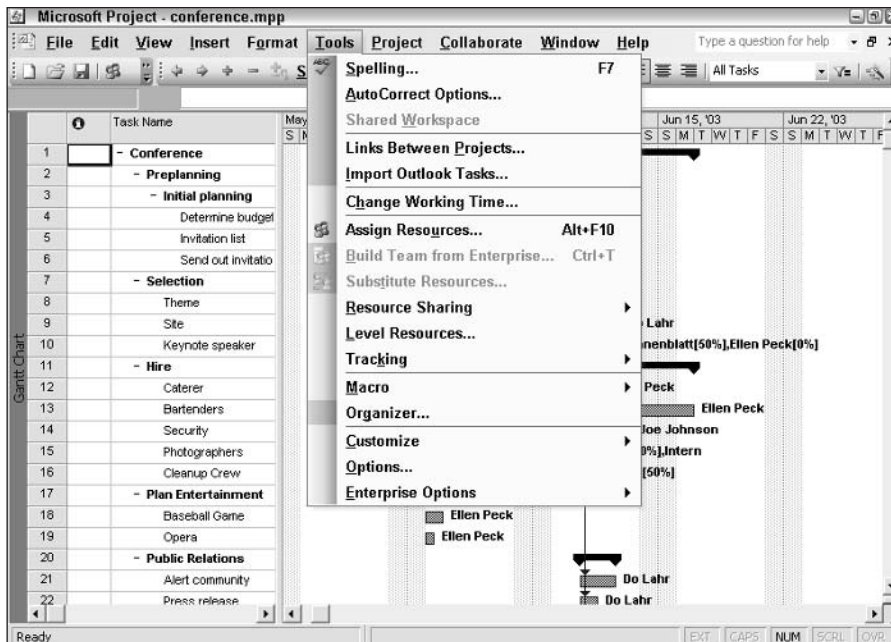 Microsoft Project - conference.mpp
File Edit View Insert Format Tools Project Collaborate Window Help Type a question for help
All Tasks
Spelling... F7
AutoCorrect Options...
Shared Workspace
Links Between Projects...
Import Outlook Tasks...
Change Working Time...
Assign Resources... Alt+F10
Build Team from Enterprise... Ctrl+T
Substitute Resources...
Resource Sharing
Level Resources...
Tracking
Macro
Organizer...
Customize
Options...
Enterprise Options
Task Name May Jun 15, '03 Jun 22, '03
S S S M T W T F S S M T W T F
1 - Conference
2 - Preplanning
3 - Initial planning
4 Determine budget
5 Invitation list
6 Send out invitatio
7 - Selection
8 Theme
9 Site Lahr
10 Keynote speaker nenblatt[50%],Ellen Peck[0%]
11 - Hire
12 Caterer Peck
13 Bartenders Ellen Peck
14 Security Joe Johnson
15 Photographers 0%],Intern
16 Cleanup Crew [50%]
17 - Plan Entertainment
18 Baseball Game Ellen Peck
19 Opera Ellen Peck
20 - Public Relations
21 Alert community Do Lahr
22 Press release Do Lahr
Gantt Chart
Ready EXT CAPS NUM SCRL OVR